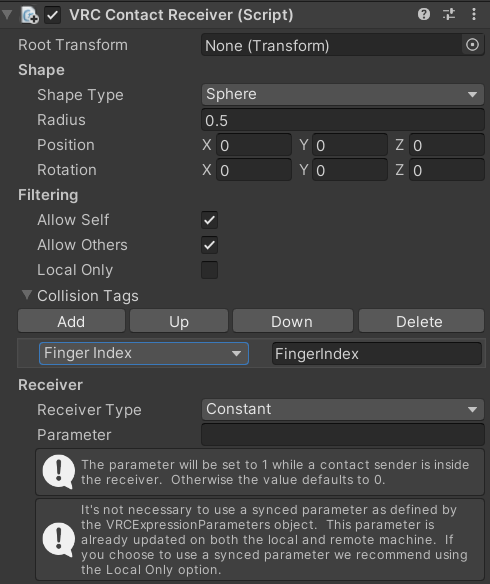 VRC Contact Receiver (Script)
Root Transform None (Transform)
Shape
Shape Type Sphere
Radius 0.5
Position X 0 Y 0 Z 0
Rotation X 0 Y 0 Z 0
Filtering
Allow Self
Allow Others
Local Only
Collision Tags
Add Up Down Delete
Finger Index FingerIndex
Receiver
Receiver Type Constant
Parameter
The parameter will be set to 1 while a contact sender is inside
the receiver. Otherwise the value defaults to 0.
It's not necessary to use a synced parameter as defined by
the VRCExpressionParameters object. This parameter is
already updated on both the local and remote machine. If
you choose to use a synced parameter we recommend using
the Local Only option.